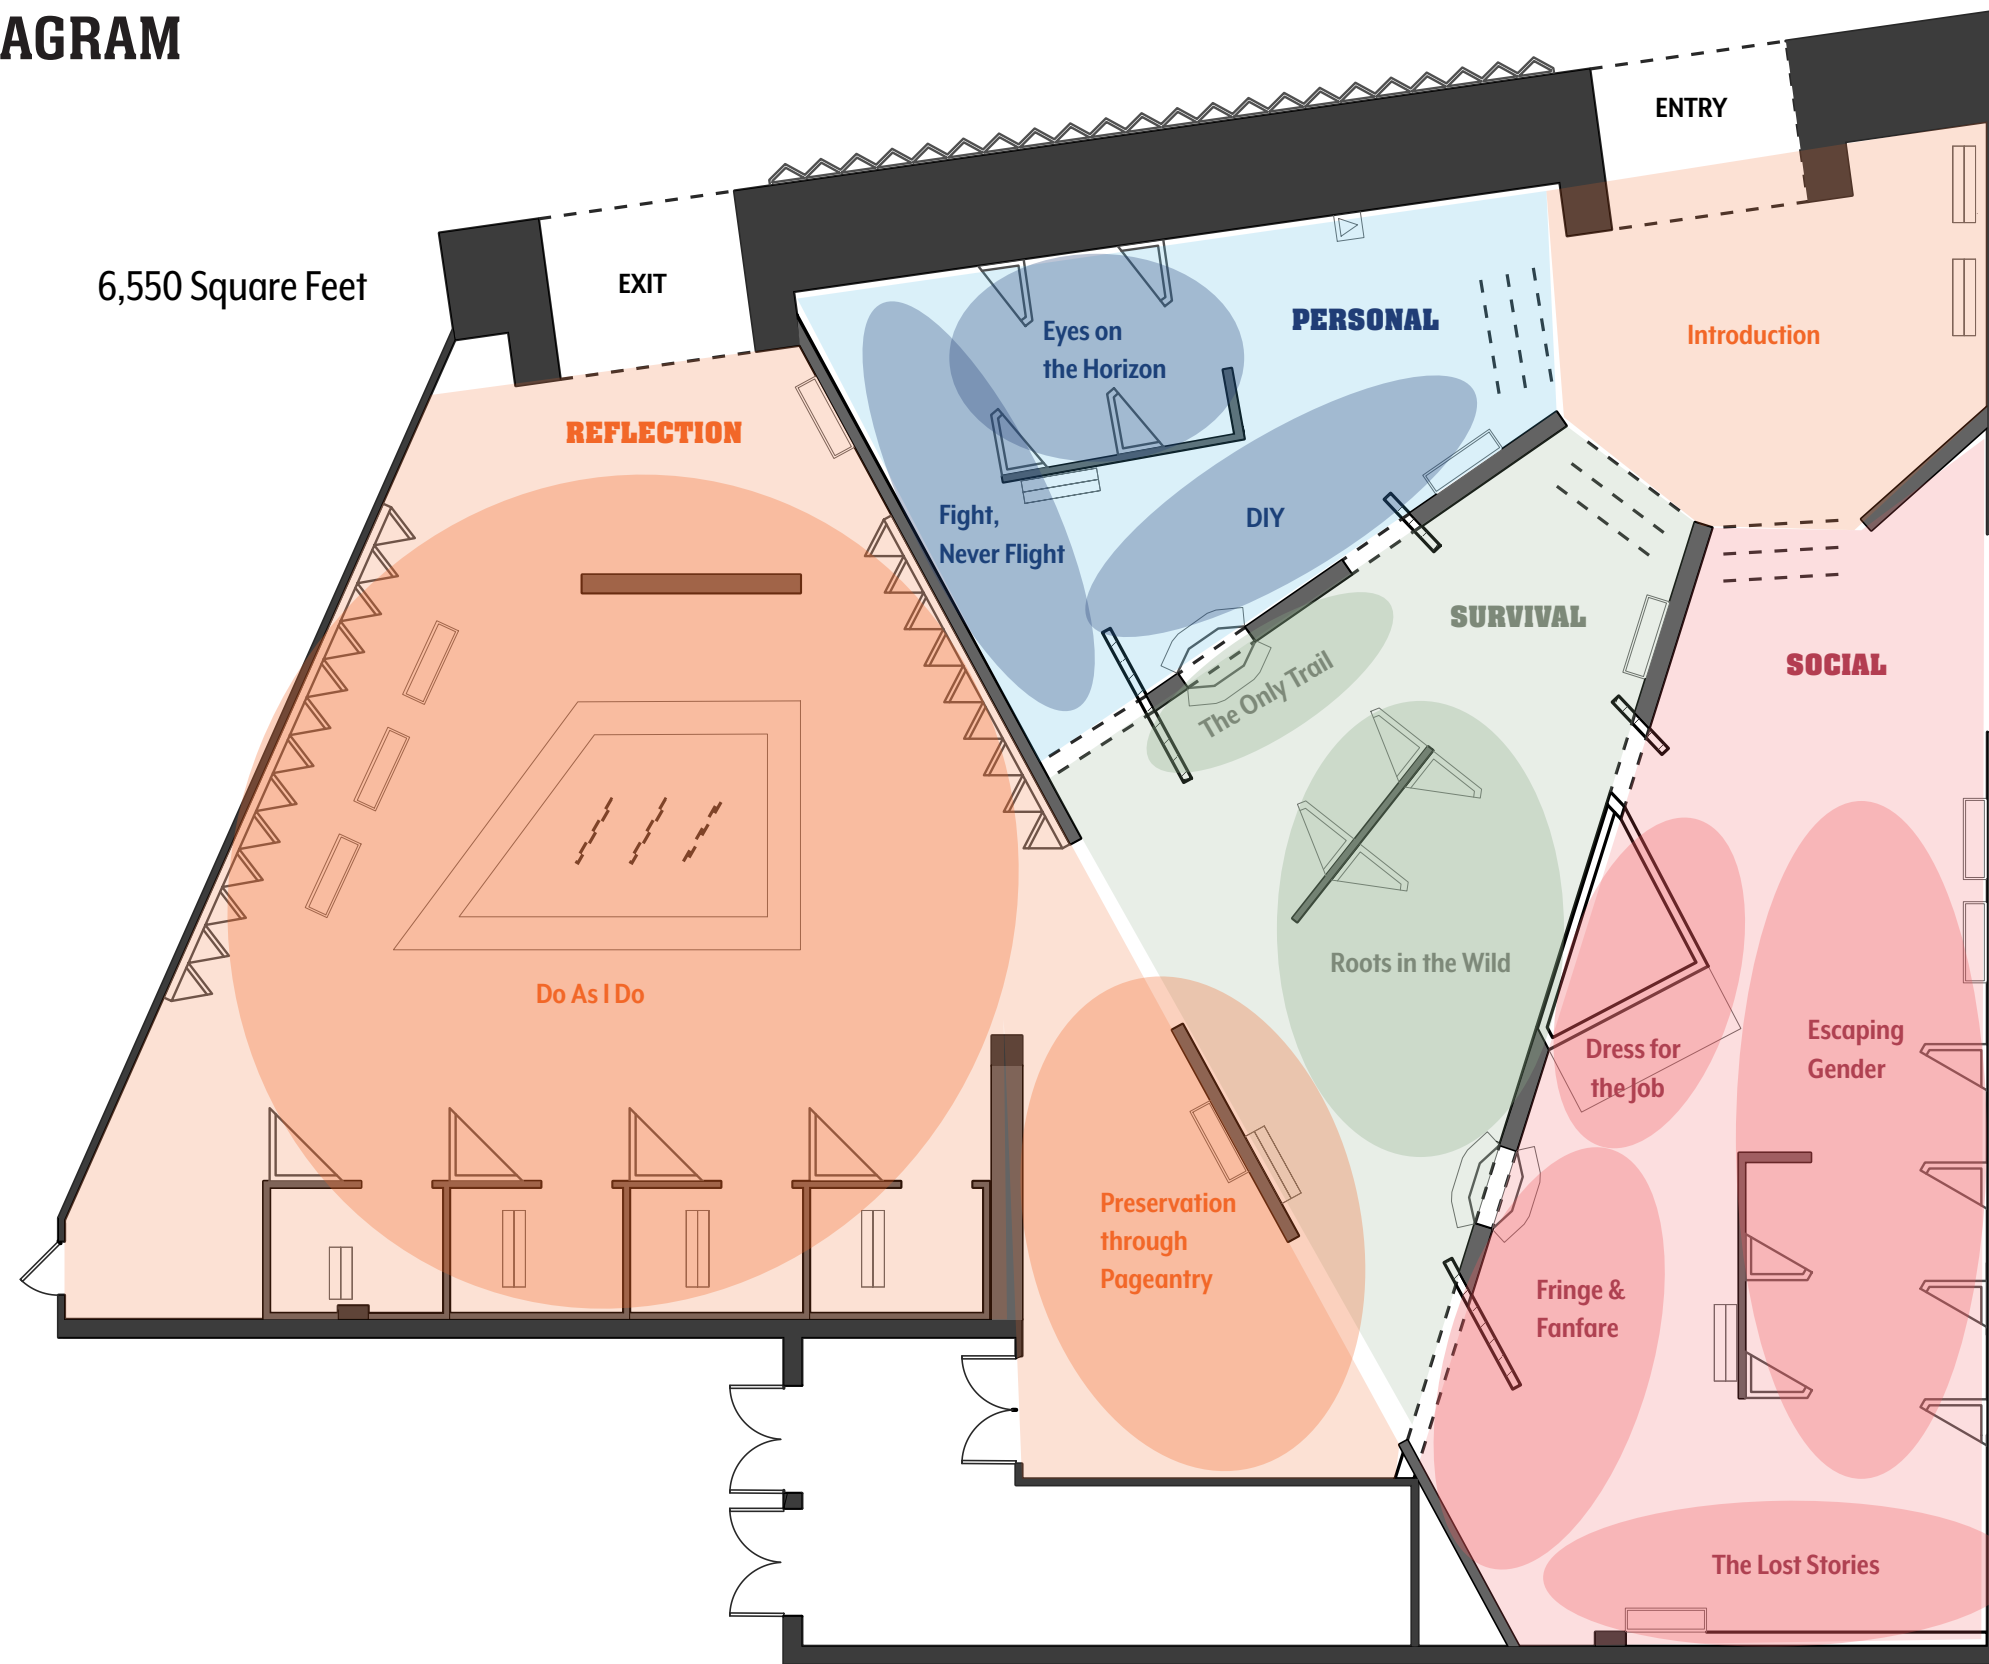 AGRAM
ENTRY
6,550 Square Feet
EXIT
PERSONAL
Eyes on
the Horizon
Introduction
REFLECTION
Fight,
Never Flight
DIY
SURVIVAL
The Only Trail
SOCIAL
Roots in the Wild
Do As I Do
Dress for
the Job
Escaping
Gender
Preservation
through
Pageantry
Fringe &
Fanfare
The Lost Stories